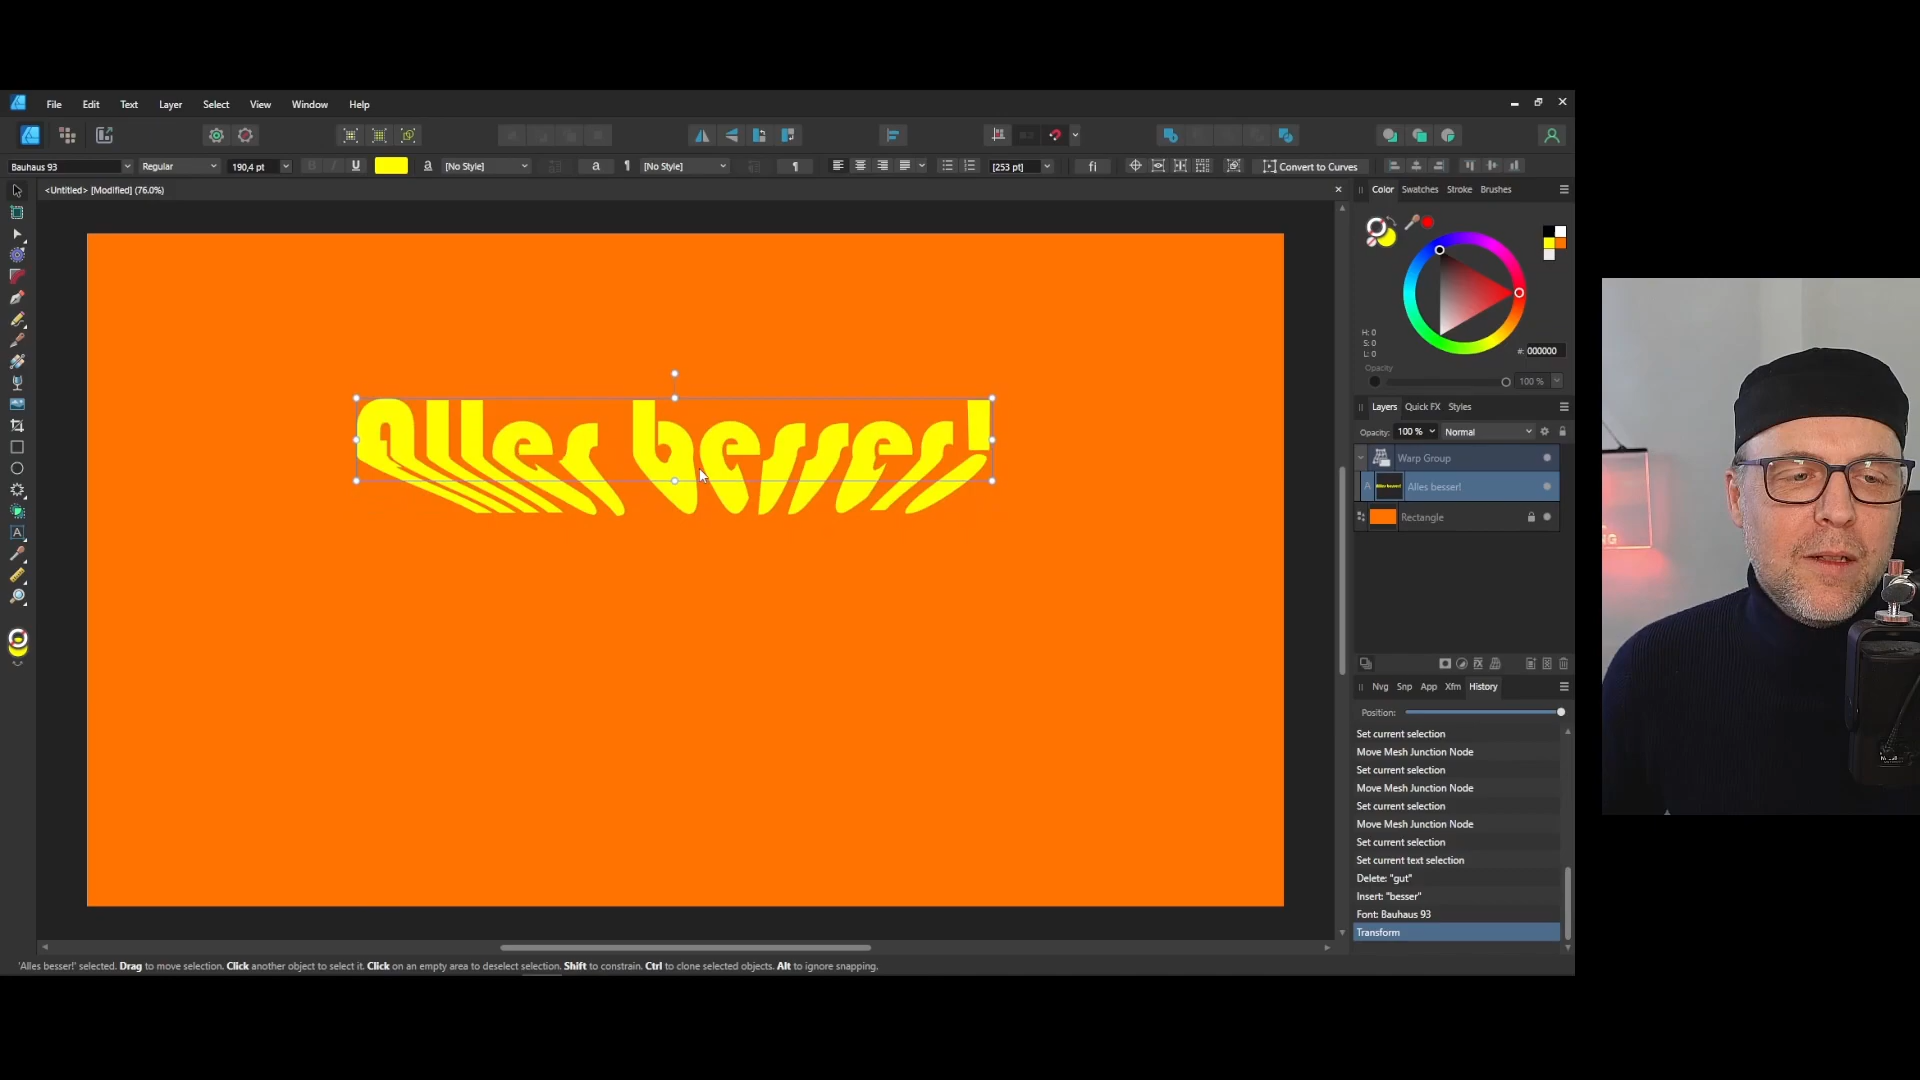 File Edit Text Layer Select View Window Help
Bauhaus 93 Regular 190,4 pt B I U a [No Style] a ¶ [No Style] ¶ [253 pt] fi Convert to Curves
<Untitled> [Modified] (76.0%)
Color Swatches Stroke Brushes
H: 0
S: 0
L: 0
#: 000000
Opacity
100 %
Layers Quick FX Styles
Opacity: 100 % Normal
Warp Group
A Alles besser!
Rectangle
Alles besser!
Nvg Snp App Xfm History
Position:
Set current selection
Move Mesh Junction Node
Set current selection
Move Mesh Junction Node
Set current selection
Move Mesh Junction Node
Set current selection
Set current text selection
Delete: "gut"
Insert: "besser"
Font: Bauhaus 93
Transform
'Alles besser!' selected. Drag to move selection. Click another object to select it. Click on an empty area to deselect selection. Shift to constrain. Ctrl to clone selected objects. Alt to ignore snapping.